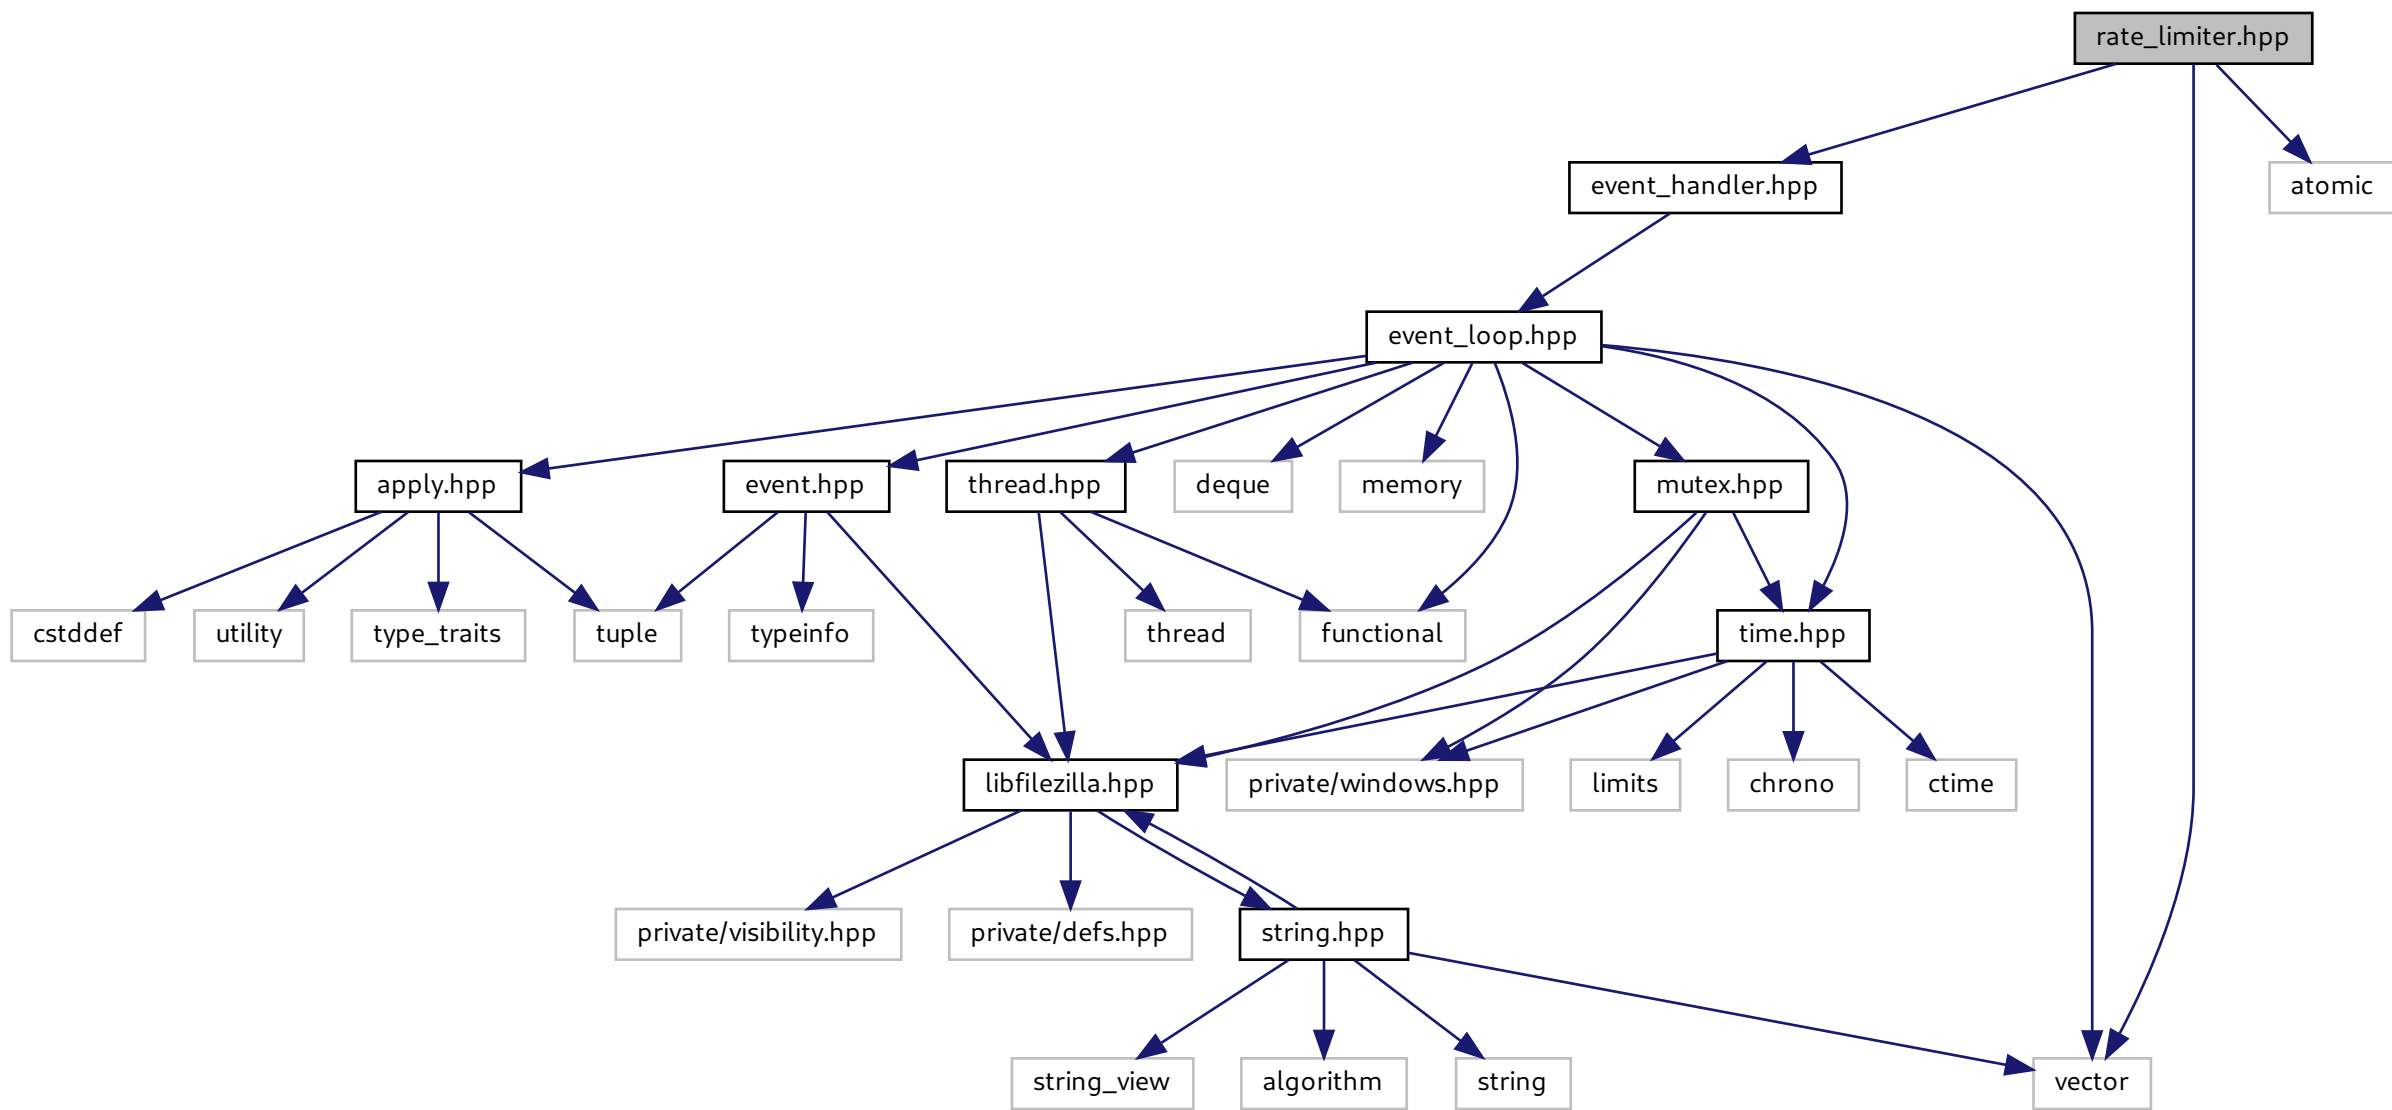 rate_limiter.hpp
event_handler.hpp
atomic
event_loop.hpp
apply.hpp
event.hpp
thread.hpp
deque
memory
mutex.hpp
cstddef
utility
type_traits
tuple
typeinfo
thread
functional
time.hpp
libfilezilla.hpp
private/windows.hpp
limits
chrono
ctime
private/visibility.hpp
private/defs.hpp
string.hpp
string_view
algorithm
string
vector